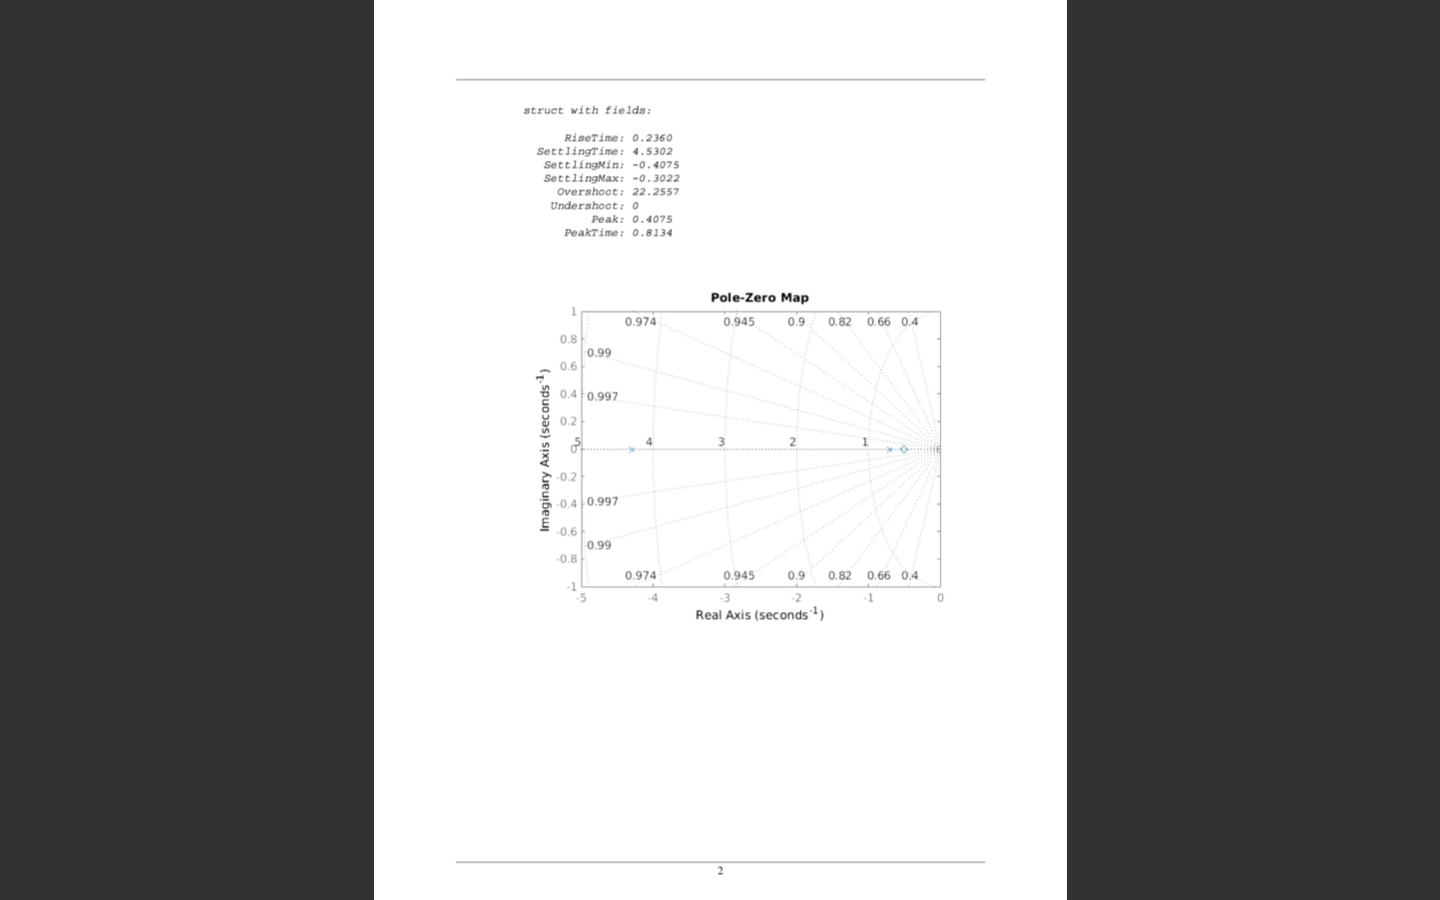 struct with fields:
RiseTime: 0.2360
SettlingTime: 4.5302
SettlingMin: -0.4075
SettlingMax: -0.3022
Overshoot: 22.2557
Undershoot: 0
Peak: 0.4075
PeakTime: 0.8134
Pole-Zero Map
1
0.974 0.945 0.9 0.82 0.66 0.4
0.8
0.99
0.6
0.4
0.997
0.2
5 4 3 2 1
0
-0.2
0.997
-0.4
-0.6
0.99
-0.8
0.974 0.945 0.9 0.82 0.66 0.4
-1
-5 -4 -3 -2 -1 0
Imaginary Axis (seconds⁻¹)
Real Axis (seconds⁻¹)
2